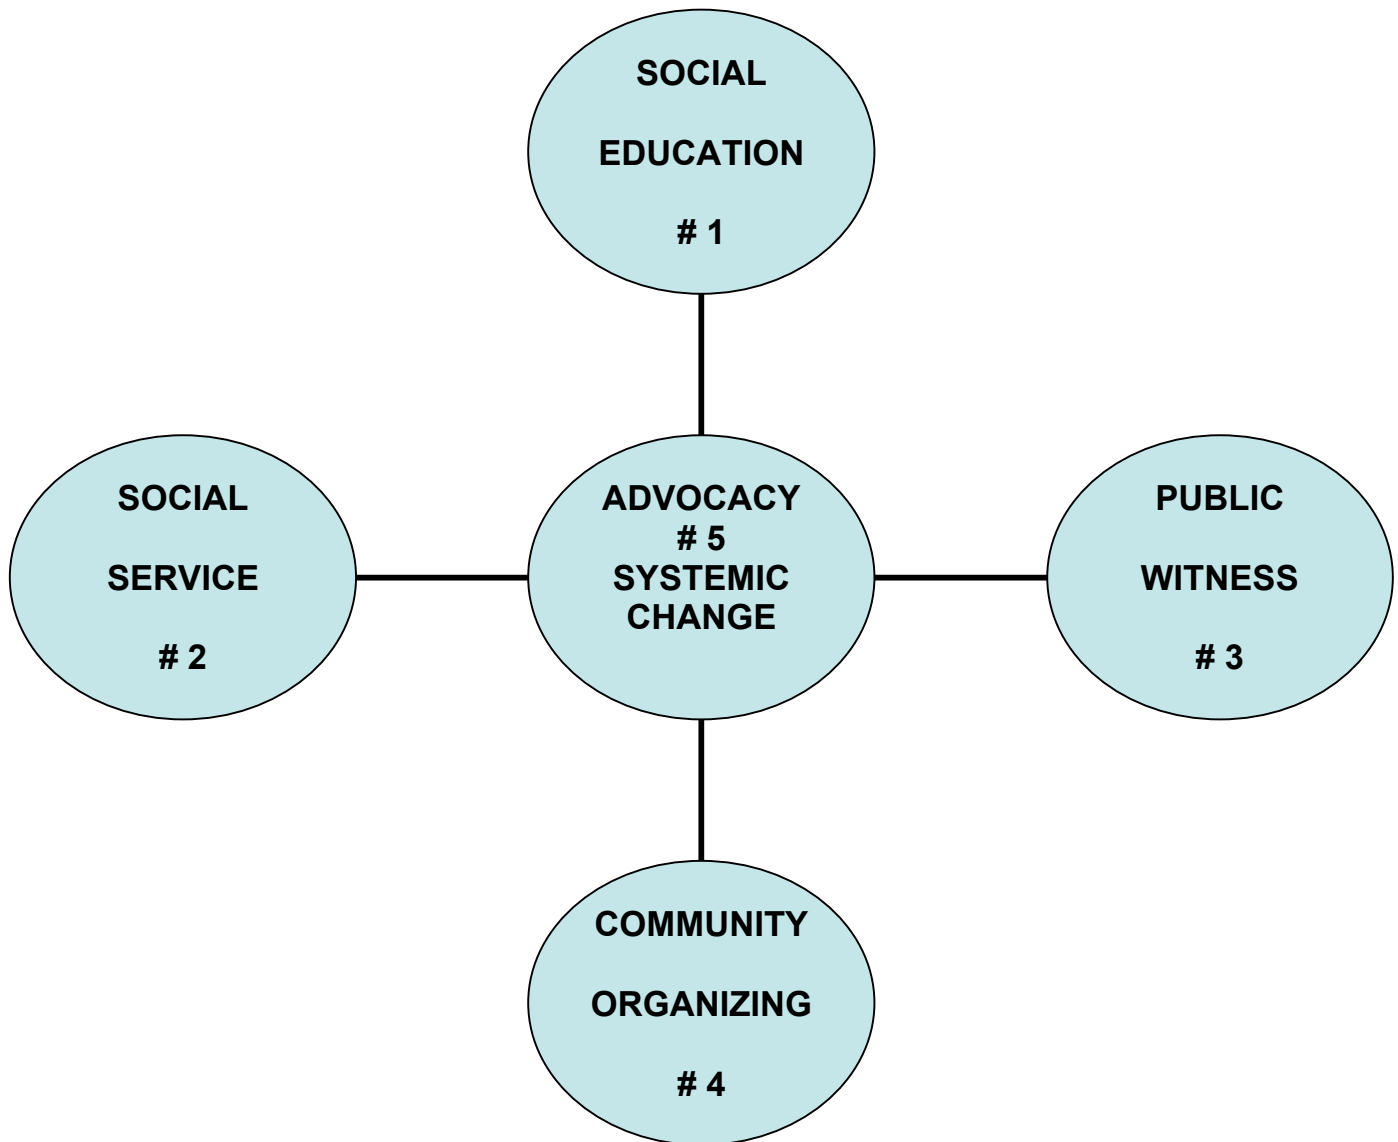 SOCIAL
EDUCATION
# 1
SOCIAL
SERVICE
# 2
ADVOCACY
# 5
SYSTEMIC
CHANGE
PUBLIC
WITNESS
# 3
COMMUNITY
ORGANIZING
# 4